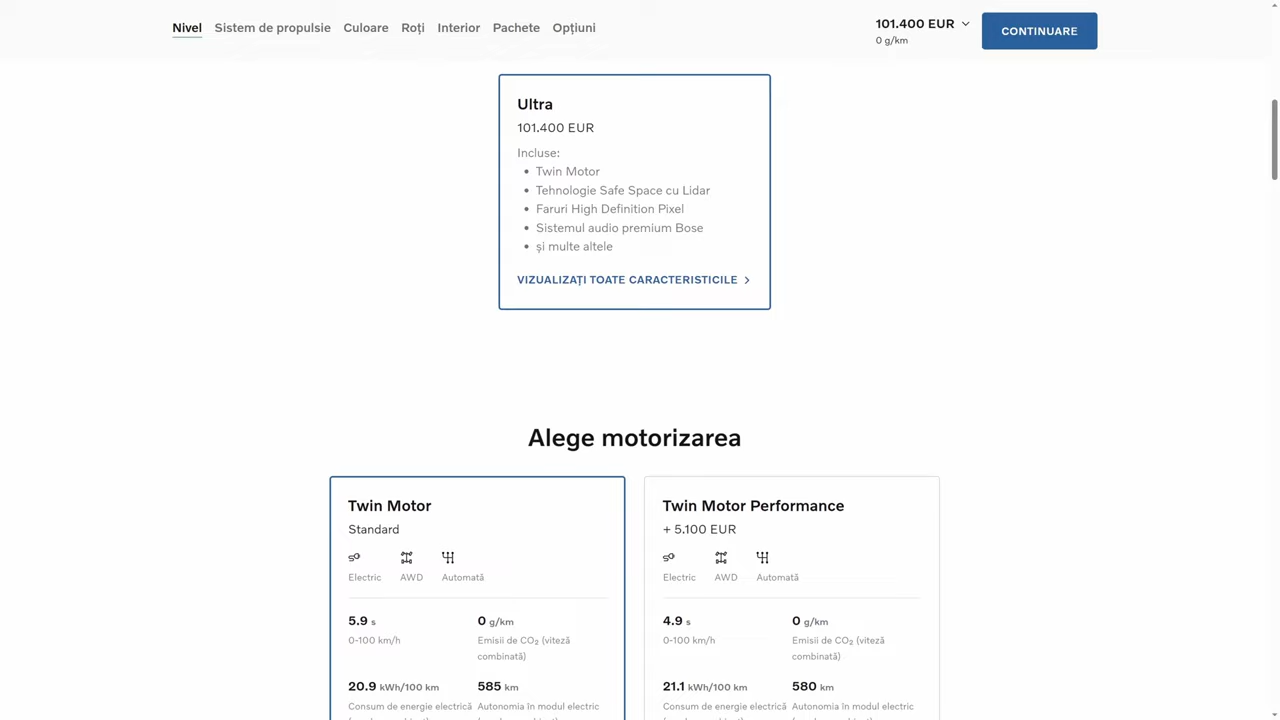 Nivel Sistem de propulsie Culoare Roți Interior Pachete Opțiuni
101.400 EUR
0 g/km
CONTINUARE
Ultra
101.400 EUR
Incluse:
• Twin Motor
• Tehnologie Safe Space cu Lidar
• Faruri High Definition Pixel
• Sistemul audio premium Bose
• și multe altele
VIZUALIZAȚI TOATE CARACTERISTICILE
Alege motorizarea
Twin Motor
Standard
Electric AWD Automată
5.9 s
0-100 km/h
0 g/km
Emisii de CO₂ (viteză
combinată)
20.9 kWh/100 km
Consum de energie electrică
585 km
Autonomia în modul electric
Twin Motor Performance
+ 5.100 EUR
Electric AWD Automată
4.9 s
0-100 km/h
0 g/km
Emisii de CO₂ (viteză
combinată)
21.1 kWh/100 km
Consum de energie electrică
580 km
Autonomia în modul electric